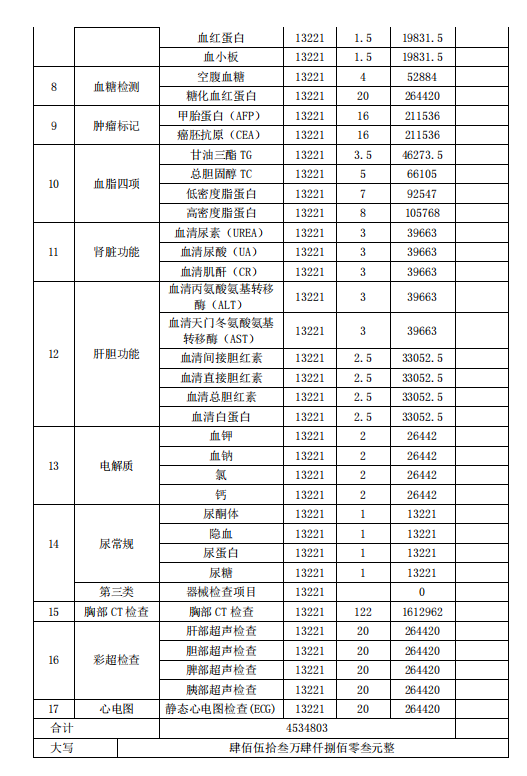 血红蛋白 13221 1.5 19831.5
血小板 13221 1.5 19831.5
8 血糖检测 空腹血糖 13221 4 52884
糖化血红蛋白 13221 20 264420
9 肿瘤标记 甲胎蛋白（AFP） 13221 16 211536
癌胚抗原（CEA） 13221 16 211536
10 血脂四项 甘油三酯 TG 13221 3.5 46273.5
总胆固醇 TC 13221 5 66105
低密度脂蛋白 13221 7 92547
高密度脂蛋白 13221 8 105768
11 肾脏功能 血清尿素（UREA） 13221 3 39663
血清尿酸（UA） 13221 3 39663
血清肌酐（CR） 13221 3 39663
12 肝胆功能 血清丙氨酸氨基转移
酶（ALT） 13221 3 39663
血清天门冬氨酸氨基
转移酶（AST） 13221 3 39663
血清间接胆红素 13221 2.5 33052.5
血清直接胆红素 13221 2.5 33052.5
血清总胆红素 13221 2.5 33052.5
血清白蛋白 13221 2.5 33052.5
13 电解质 血钾 13221 2 26442
血钠 13221 2 26442
氯 13221 2 26442
钙 13221 2 26442
14 尿常规 尿酮体 13221 1 13221
隐血 13221 1 13221
尿蛋白 13221 1 13221
尿糖 13221 1 13221
第三类 器械检查项目 13221 0
15 胸部 CT 检查 胸部 CT 检查 13221 122 1612962
16 彩超检查 肝部超声检查 13221 20 264420
胆部超声检查 13221 20 264420
脾部超声检查 13221 20 264420
胰部超声检查 13221 20 264420
17 心电图 静态心电图检查(ECG) 13221 20 264420
合计 4534803
大写 肆佰伍拾叁万肆仟捌佰零叁元整